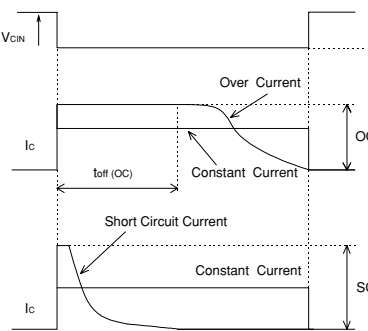 VCIN
Over Current
OC
IC
Constant Current
toff (OC)
Short Circuit Current
Constant Current
SC
IC